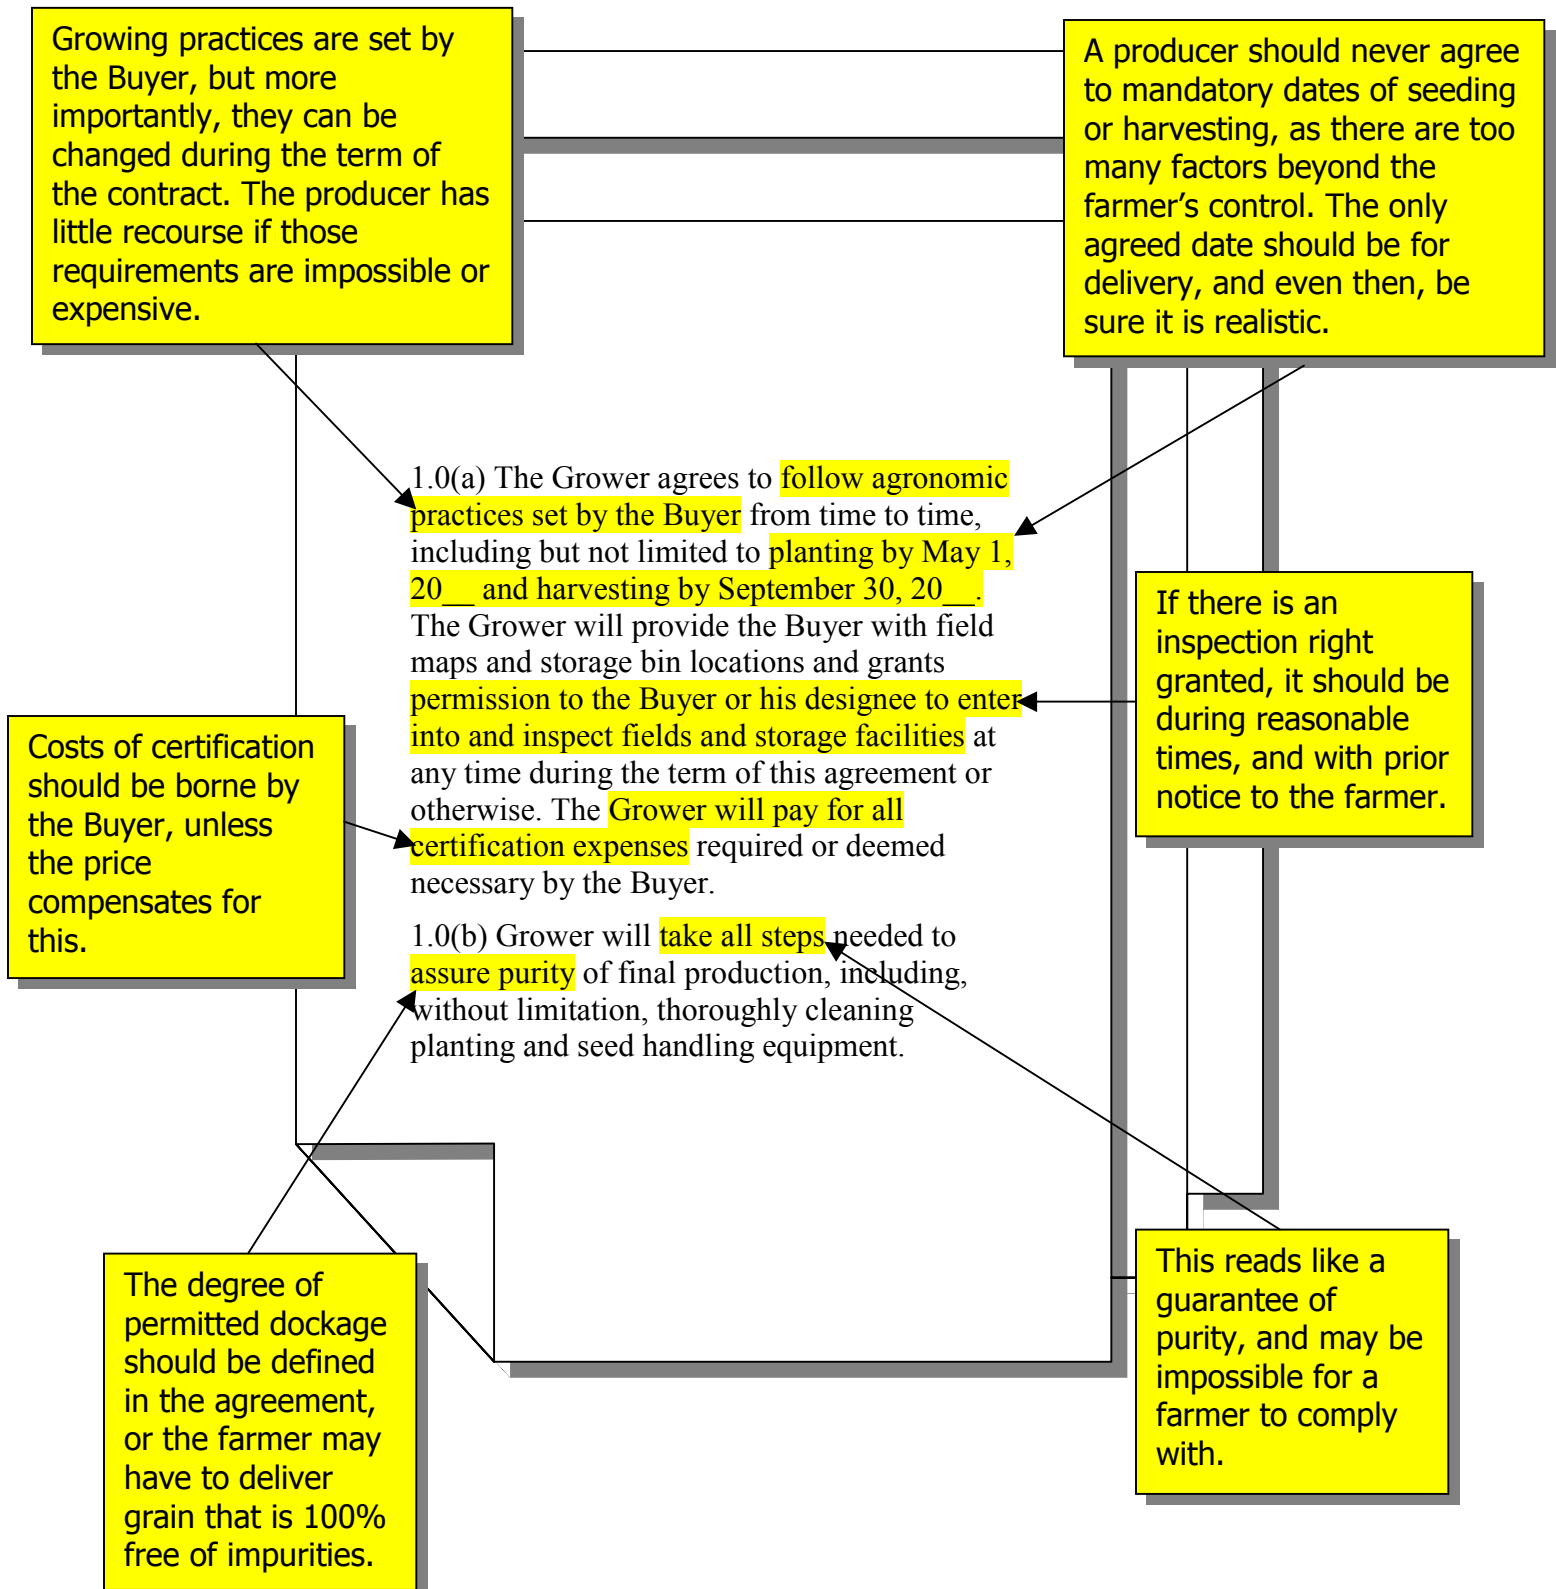 Growing practices are set by
the Buyer, but more
importantly, they can be
changed during the term of
the contract. The producer has
little recourse if those
requirements are impossible or
expensive.
A producer should never agree
to mandatory dates of seeding
or harvesting, as there are too
many factors beyond the
farmer’s control. The only
agreed date should be for
delivery, and even then, be
sure it is realistic.
1.0(a) The Grower agrees to follow agronomic
practices set by the Buyer from time to time,
including but not limited to planting by May 1,
20__ and harvesting by September 30, 20__.
The Grower will provide the Buyer with field
maps and storage bin locations and grants
permission to the Buyer or his designee to enter
into and inspect fields and storage facilities at
any time during the term of this agreement or
otherwise. The Grower will pay for all
certification expenses required or deemed
necessary by the Buyer.
1.0(b) Grower will take all steps needed to
assure purity of final production, including,
without limitation, thoroughly cleaning
planting and seed handling equipment.
If there is an
inspection right
granted, it should be
during reasonable
times, and with prior
notice to the farmer.
Costs of certification
should be borne by
the Buyer, unless
the price
compensates for
this.
The degree of
permitted dockage
should be defined
in the agreement,
or the farmer may
have to deliver
grain that is 100%
free of impurities.
This reads like a
guarantee of
purity, and may be
impossible for a
farmer to comply
with.